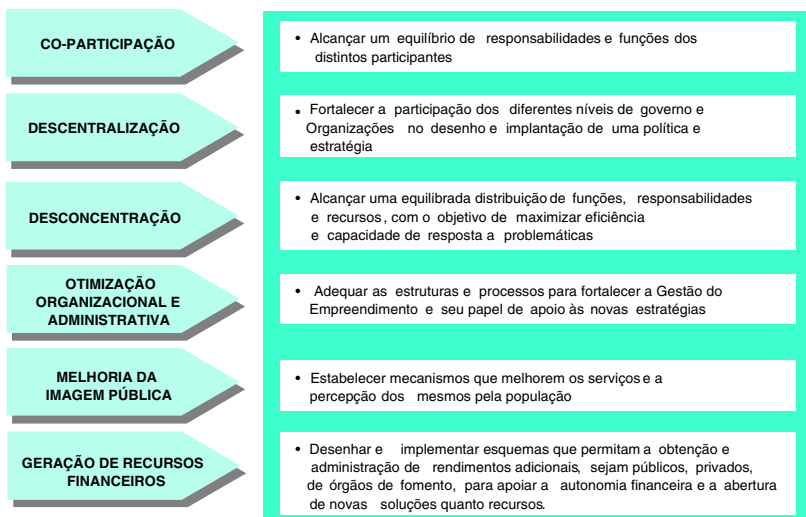 CO-PARTICIPAÇÃO
• Alcançar um equilíbrio de responsabilidades e funções dos
distintos participantes
DESCENTRALIZAÇÃO
• Fortalecer a participação dos diferentes níveis de governo e
Organizações no desenho e implantação de uma política e
estratégia
DESCONCENTRAÇÃO
• Alcançar uma equilibrada distribuição de funções, responsabilidades
e recursos, com o objetivo de maximizar eficiência
e capacidade de resposta a problemáticas
OTIMIZAÇÃO
ORGANIZACIONAL E
ADMINISTRATIVA
• Adequar as estruturas e processos para fortalecer a Gestão do
Empreendimento e seu papel de apoio às novas estratégias
MELHORIA DA
IMAGEM PÚBLICA
• Estabelecer mecanismos que melhorem os serviços e a
percepção dos mesmos pela população
GERAÇÃO DE RECURSOS
FINANCEIROS
• Desenhar e implementar esquemas que permitam a obtenção e
administração de rendimentos adicionais, sejam públicos, privados,
de órgãos de fomento, para apoiar a autonomia financeira e a abertura
de novas soluções quanto recursos.